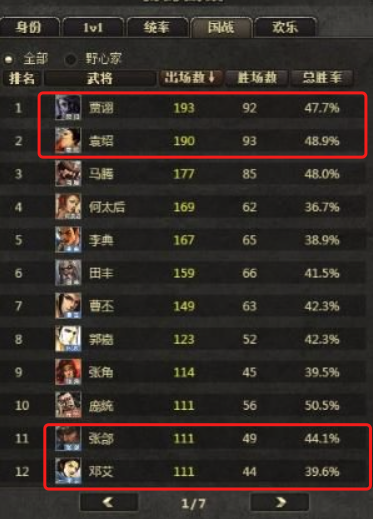 身份 1v1 统率 国战 欢乐
全部 野心家
排名 武将 出场数↓ 胜场数 总胜率
1 贾诩 193 92 47.7%
2 袁绍 190 93 48.9%
3 马腾 177 85 48.0%
4 何太后 169 62 36.7%
5 李典 167 65 38.9%
6 田丰 159 66 41.5%
7 曹丕 149 63 42.3%
8 郭嘉 123 52 42.3%
9 张角 114 45 39.5%
10 庞统 111 56 50.5%
11 张郃 111 49 44.1%
12 邓艾 111 44 39.6%
1/7